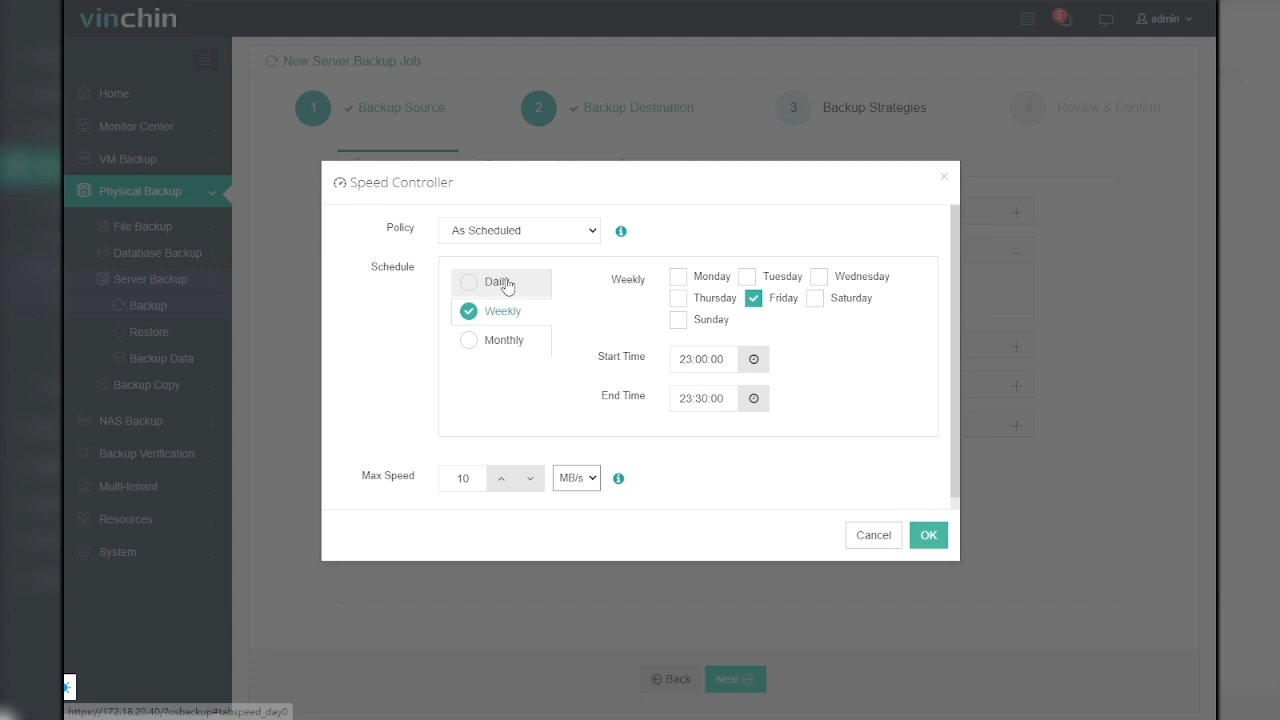 vinchin
5
admin
New Server Backup Job
Home
1 Backup Source
2 Backup Destination
3 Backup Strategies
4 Review & Confirm
Monitor Center
VM Backup
Physical Backup
File Backup
Database Backup
Server Backup
Backup
Restore
Backup Data
Backup Copy
NAS Backup
Backup Verification
Multi-tenant
Resources
System
Speed Controller
Policy
As Scheduled
Schedule
Daily
Weekly
Monthly
Weekly
Monday Tuesday Wednesday
Thursday Friday Saturday
Sunday
Start Time 23:00:00
End Time 23:30:00
Max Speed 10 MB/s
Cancel OK
Back Next
https://172.18.20.40/?osbackup#tabspeed_day0